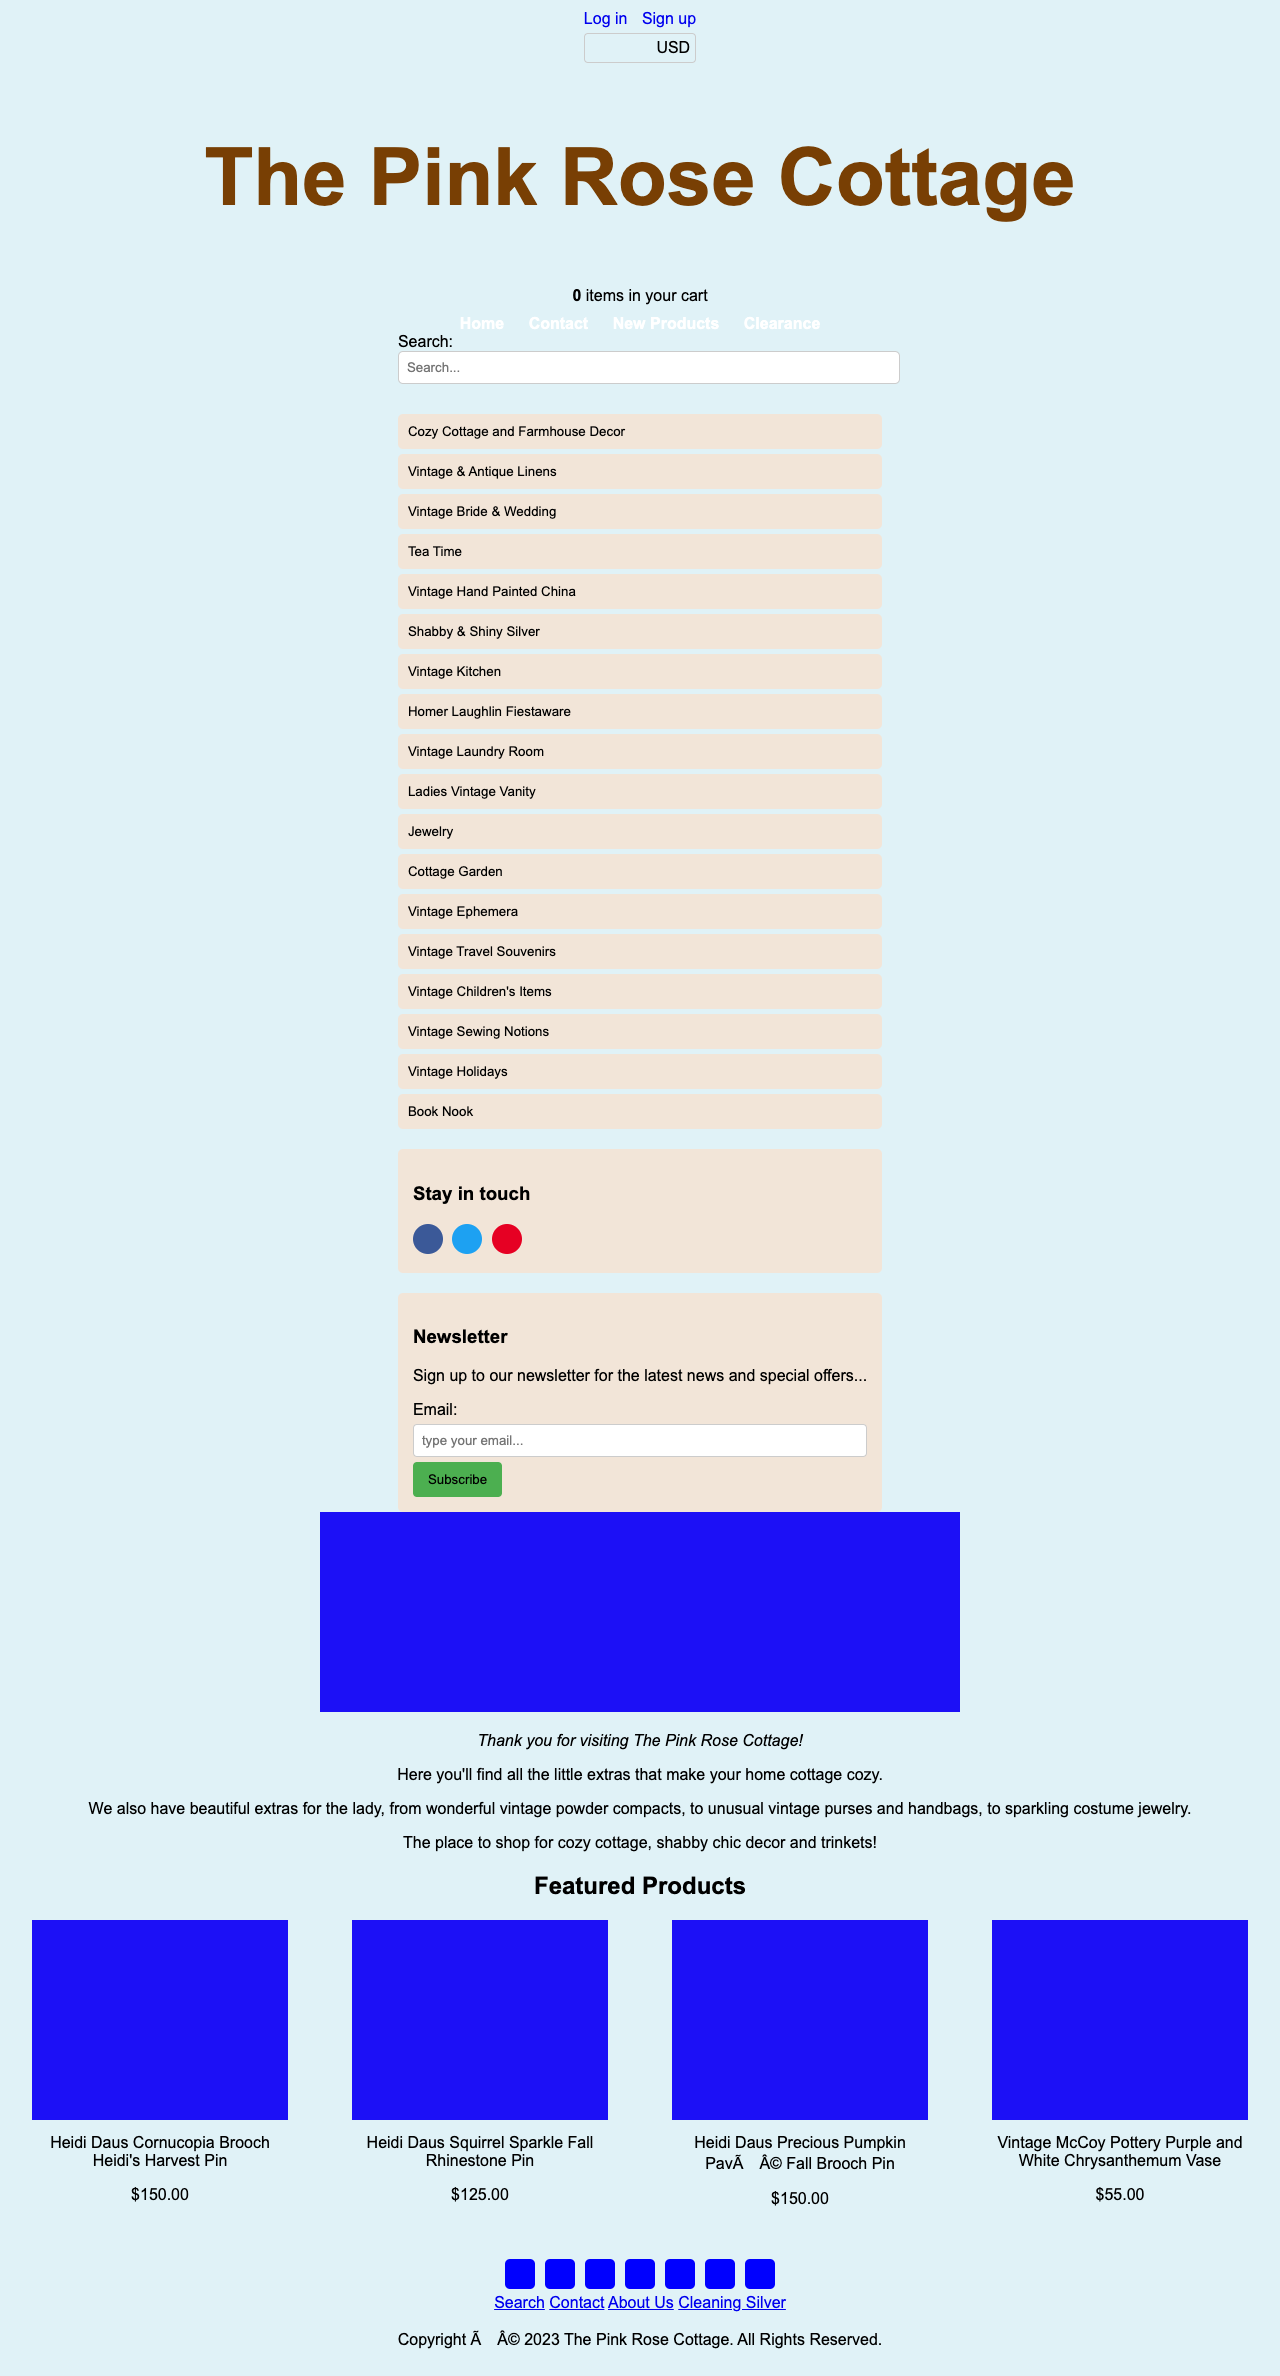 Log in Sign up
USD
The Pink Rose Cottage
0 items in your cart
Home Contact New Products Clearance
Search:
Search...
Cozy Cottage and Farmhouse Decor
Vintage & Antique Linens
Vintage Bride & Wedding
Tea Time
Vintage Hand Painted China
Shabby & Shiny Silver
Vintage Kitchen
Homer Laughlin Fiestaware
Vintage Laundry Room
Ladies Vintage Vanity
Jewelry
Cottage Garden
Vintage Ephemera
Vintage Travel Souvenirs
Vintage Children's Items
Vintage Sewing Notions
Vintage Holidays
Book Nook
Stay in touch
Newsletter
Sign up to our newsletter for the latest news and special offers...
Email:
type your email...
Subscribe
Thank you for visiting The Pink Rose Cottage!
Here you'll find all the little extras that make your home cottage cozy.
We also have beautiful extras for the lady, from wonderful vintage powder compacts, to unusual vintage purses and handbags, to sparkling costume jewelry.
The place to shop for cozy cottage, shabby chic decor and trinkets!
Featured Products
Heidi Daus Cornucopia Brooch
Heidi's Harvest Pin
$150.00
Heidi Daus Squirrel Sparkle Fall
Rhinestone Pin
$125.00
Heidi Daus Precious Pumpkin
PavÃ Â© Fall Brooch Pin
$150.00
Vintage McCoy Pottery Purple and
White Chrysanthemum Vase
$55.00
Search Contact About Us Cleaning Silver
Copyright Ã Â© 2023 The Pink Rose Cottage. All Rights Reserved.